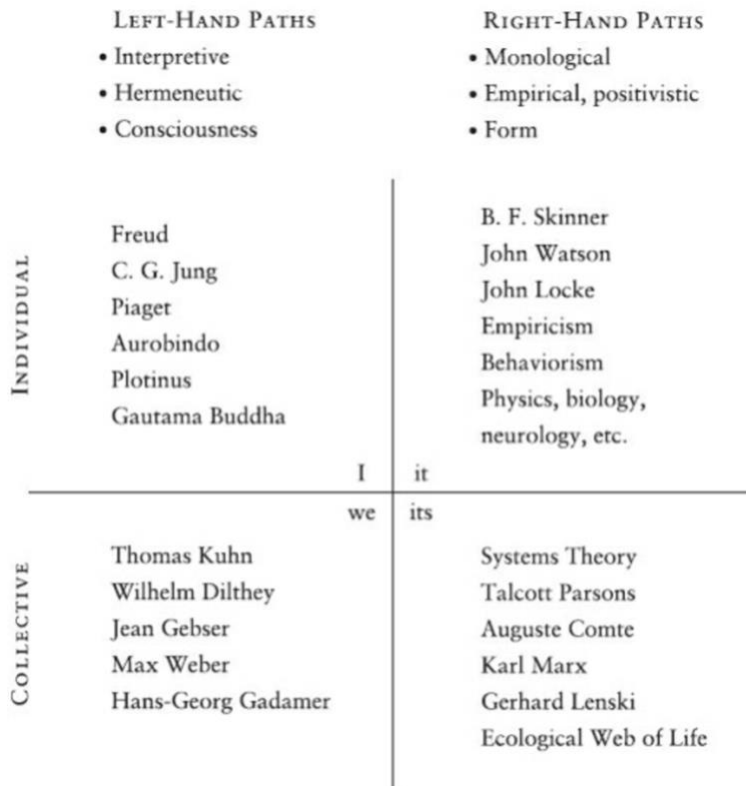 LEFT-HAND PATHS
• Interpretive
• Hermeneutic
• Consciousness
RIGHT-HAND PATHS
• Monological
• Empirical, positivistic
• Form
INDIVIDUAL
Freud
C. G. Jung
Piaget
Aurobindo
Plotinus
Gautama Buddha
I
B. F. Skinner
John Watson
John Locke
Empiricism
Behaviorism
Physics, biology,
neurology, etc.
it
COLLECTIVE
we
Thomas Kuhn
Wilhelm Dilthey
Jean Gebser
Max Weber
Hans-Georg Gadamer
its
Systems Theory
Talcott Parsons
Auguste Comte
Karl Marx
Gerhard Lenski
Ecological Web of Life